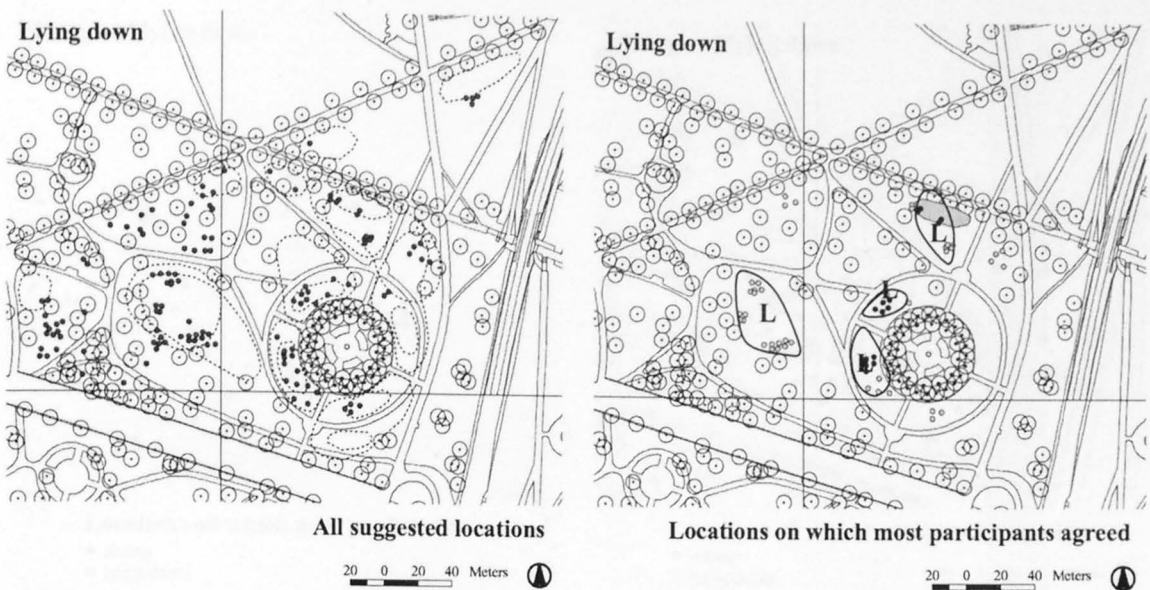 Lying down
Lying down
L
L
L
L
All suggested locations
Locations on which most participants agreed
20 0 20 40 Meters
20 0 20 40 Meters